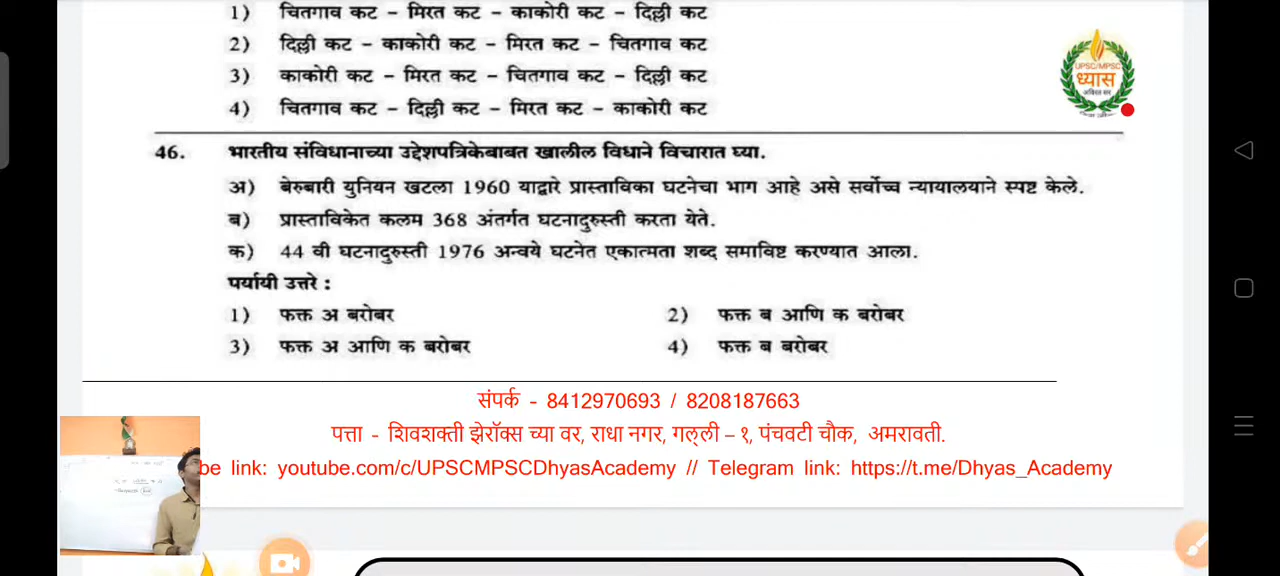 1) चितगाव कट – मिरत कट – काकोरी कट – दिल्ली कट
2) दिल्ली कट – काकोरी कट – मिरत कट – चितगाव कट
3) काकोरी कट – मिरत कट – चितगाव कट – दिल्ली कट
4) चितगाव कट – दिल्ली कट – मिरत कट – काकोरी कट
UPSC/MPSC
ध्यास
46. भारतीय संविधानाच्या उद्देशपत्रिकेबाबत खालील विधाने विचारात घ्या.
अ) बेरुबारी युनियन खटला 1960 याद्वारे प्रास्ताविका घटनेचा भाग आहे असे सर्वोच्च न्यायालयाने स्पष्ट केले.
ब) प्रास्ताविकेत कलम 368 अंतर्गत घटनादुरुस्ती करता येते.
क) 44 वी घटनादुरुस्ती 1976 अन्वये घटनेत एकात्मता शब्द समाविष्ट करण्यात आला.
पर्यायी उत्तरे :
1) फक्त अ बरोबर 2) फक्त ब आणि क बरोबर
3) फक्त अ आणि क बरोबर 4) फक्त ब बरोबर
संपर्क - 8412970693 / 8208187663
पत्ता - शिवशक्ती झेरॉक्स च्या वर, राधा नगर, गल्ली – १, पंचवटी चौक, अमरावती.
be link: youtube.com/c/UPSCMPSCDhyasAcademy // Telegram link: https://t.me/Dhyas_Academy